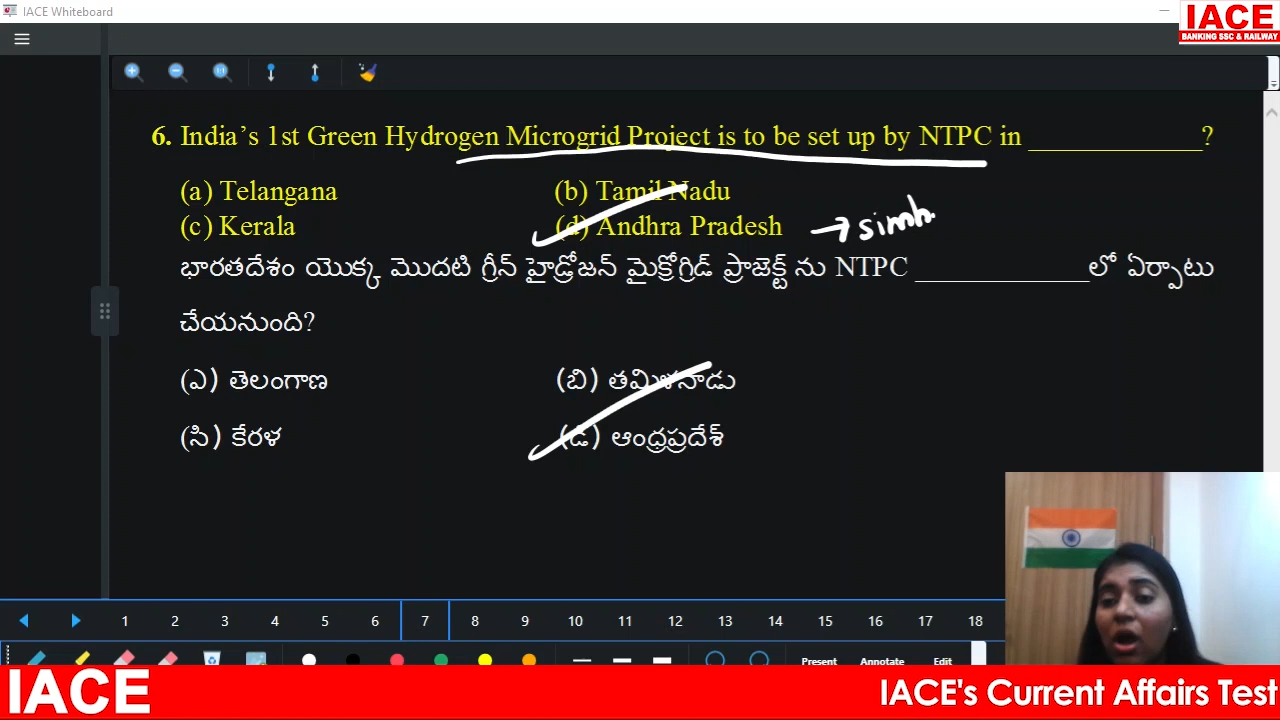 IACE Whiteboard
IACE
BANKING SSC & RAILWAY
6. India’s 1st Green Hydrogen Microgrid Project is to be set up by NTPC in _____________?
(a) Telangana (b) Tamil Nadu
(c) Kerala (d) Andhra Pradesh → simh.
భారతదేశం యొక్క మొదటి గ్రీన్ హైడ్రోజన్ మైక్రోగ్రిడ్ ప్రాజెక్ట్ ను NTPC _____________లో ఏర్పాటు
చేయనుంది?
(ఎ) తెలంగాణ (బి) తమిళనాడు
(సి) కేరళ (డి) ఆంధ్రప్రదేశ్
1 2 3 4 5 6 7 8 9 10 11 12 13 14 15 16 17 18
Present Annotate Edit
IACE IACE's Current Affairs Test